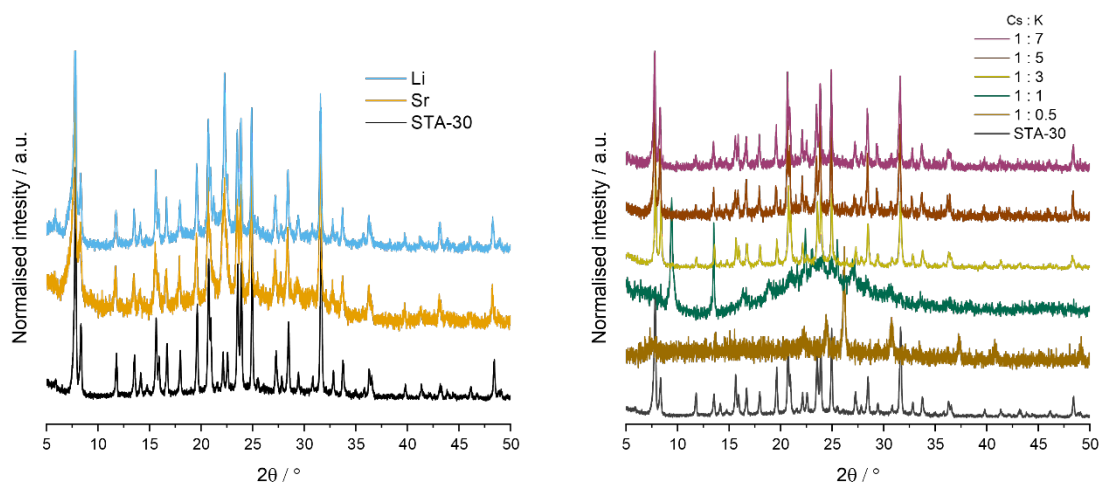 Normalised intesity / a.u.
Li
Sr
STA-30
5 10 15 20 25 30 35 40 45 50
2θ / °
Normalised intesity / a.u.
Cs : K
1 : 7
1 : 5
1 : 3
1 : 1
1 : 0.5
STA-30
5 10 15 20 25 30 35 40 45 50
2θ / °